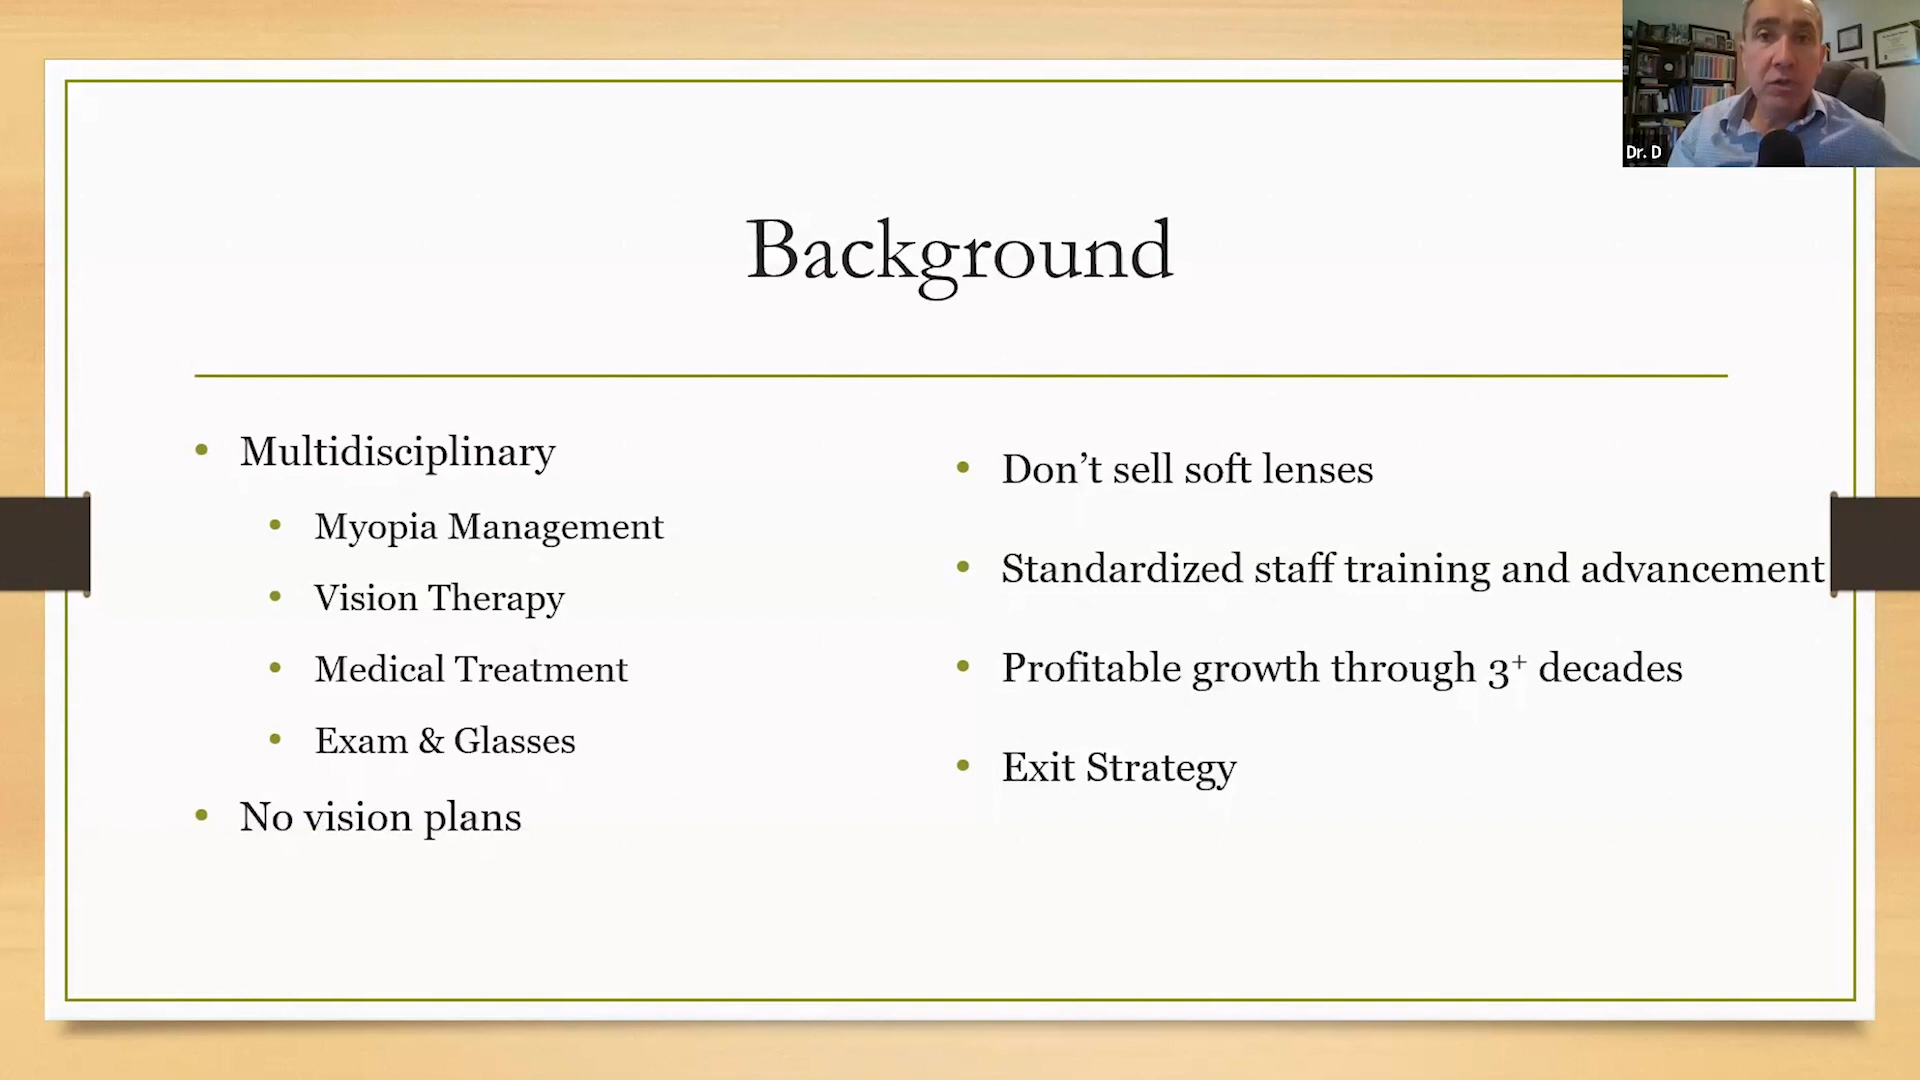 Dr. D
Background
• Multidisciplinary
• Myopia Management
• Vision Therapy
• Medical Treatment
• Exam & Glasses
• No vision plans
• Don’t sell soft lenses
• Standardized staff training and advancement
• Profitable growth through 3⁺ decades
• Exit Strategy